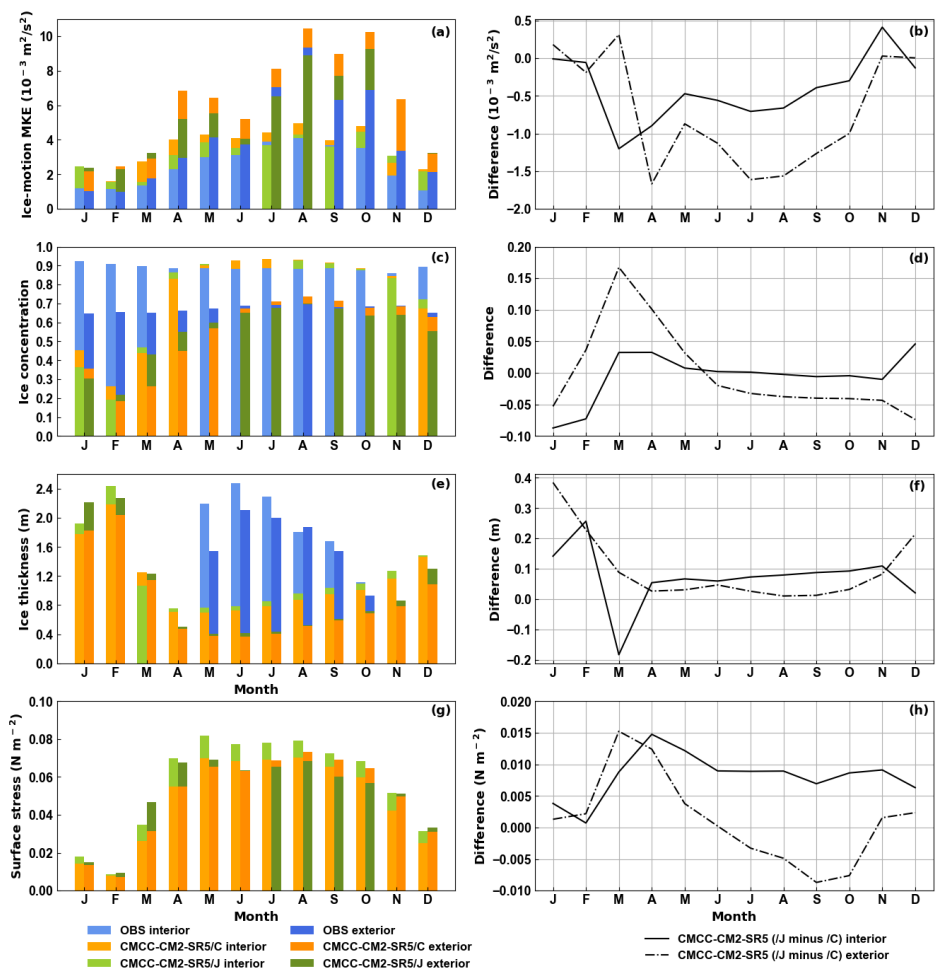 (a)
Ice-motion MKE (10⁻³ m²/s²)
10
8
6
4
2
0
J F M A M J J A S O N D
(b)
Difference (10⁻³ m²/s²)
0.5
0.0
−0.5
−1.0
−1.5
−2.0
J F M A M J J A S O N D
(c)
Ice concentration
1.0
0.9
0.8
0.7
0.6
0.5
0.4
0.3
0.2
0.1
0.0
J F M A M J J A S O N D
(d)
Difference
0.20
0.15
0.10
0.05
0.00
−0.05
−0.10
J F M A M J J A S O N D
(e)
Ice thickness (m)
2.4
2.0
1.6
1.2
0.8
0.4
0.0
J F M A M J J A S O N D
Month
(f)
Difference (m)
0.4
0.3
0.2
0.1
0.0
−0.1
−0.2
J F M A M J J A S O N D
(g)
Surface stress (N m⁻²)
0.10
0.08
0.06
0.04
0.02
0.00
J F M A M J J A S O N D
Month
(h)
Difference (N m⁻²)
0.020
0.015
0.010
0.005
0.000
−0.005
−0.010
J F M A M J J A S O N D
Month
OBS interior
CMCC-CM2-SR5/C interior
CMCC-CM2-SR5/J interior
OBS exterior
CMCC-CM2-SR5/C exterior
CMCC-CM2-SR5/J exterior
CMCC-CM2-SR5 (/J minus /C) interior
CMCC-CM2-SR5 (/J minus /C) exterior